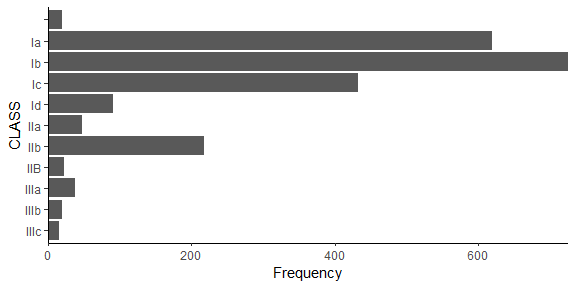 Ia
Ib
Ic
Id
IIa
IIb
IIB
IIIa
IIIb
IIIc
CLASS
0 200 400 600
Frequency